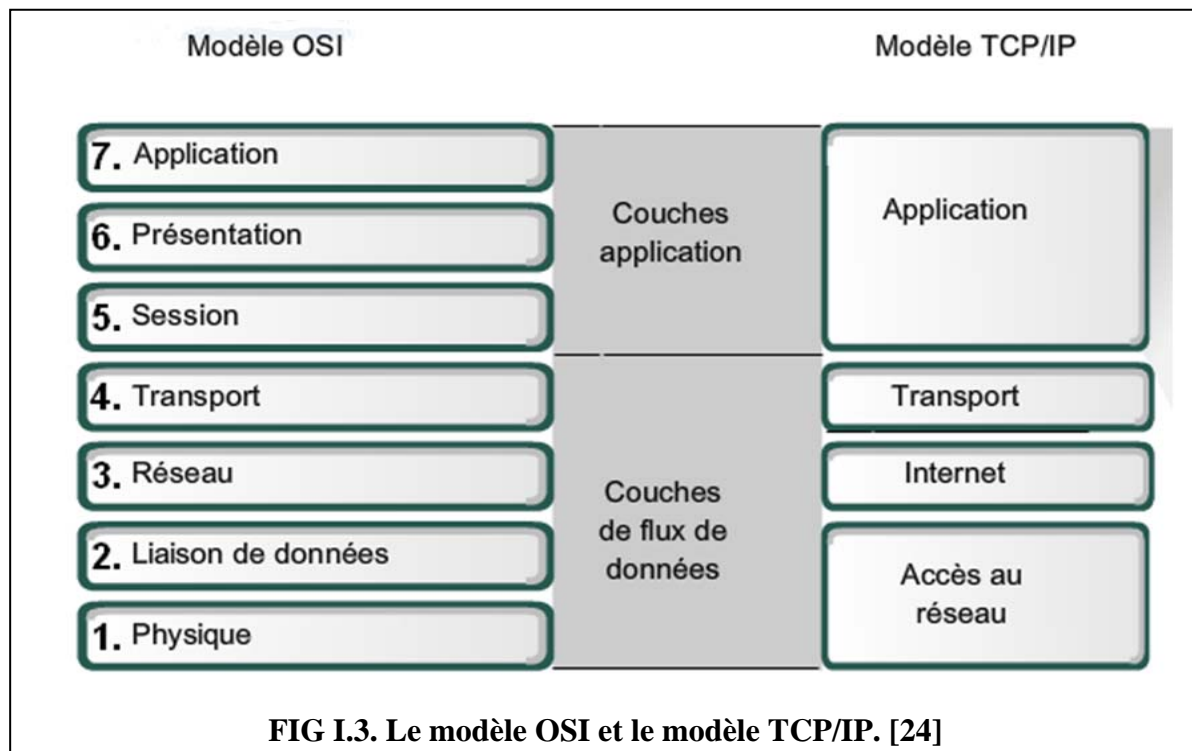 Modèle OSI
Modèle TCP/IP
7. Application
6. Présentation
5. Session
4. Transport
3. Réseau
2. Liaison de données
1. Physique
Couches
application
Couches
de flux de
données
Application
Transport
Internet
Accès au
réseau
FIG I.3. Le modèle OSI et le modèle TCP/IP. [24]